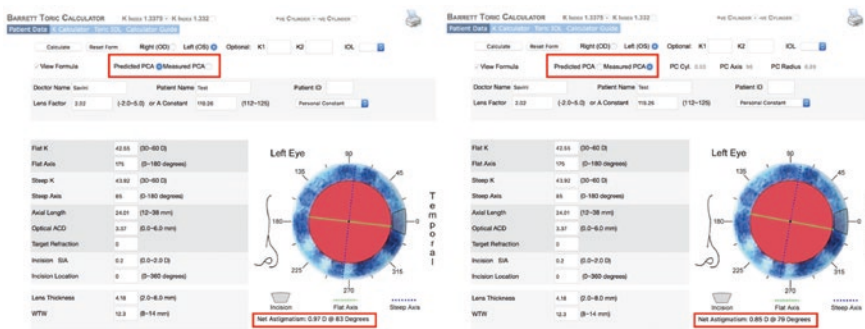 BARRETT TORIC CALCULATOR K INDEX 1.3375 K INDEX 1.332 +VE CYLINDER -VE CYLINDER
Patient Data K Calculator Toric IOL Calculator Guide
Calculate Reset Form Right (OD) Left (OS) Optional: K1 K2 IOL
View Formula Predicted PCA Measured PCA
Doctor Name Savini Patient Name Test Patient ID
Lens Factor 2.02 (-2.0~5.0) or A Constant 119.26 (112~125) Personal Constant
Flat K 42.55 (30~60 D)
Flat Axis 175 (0~180 degrees)
Steep K 43.92 (30~60 D)
Steep Axis 85 (0~180 degrees)
Axial Length 24.01 (12~38 mm)
Optical ACD 3.37 (0.0~6.0 mm)
Target Refraction 0
Incision SIA 0.2 (0.0~2.0 D)
Incision Location 0 (0~360 degrees)
Lens Thickness 4.16 (2.0~8.0 mm)
WTW 12.3 (8~14 mm)
Left Eye
90
135 45
180 0
225 315
270
Temporal
Incision Flat Axis Steep Axis
Net Astigmatism: 0.97 D @ 83 Degrees
BARRETT TORIC CALCULATOR K INDEX 1.3375 K INDEX 1.332 +VE CYLINDER -VE CYLINDER
Patient Data K Calculator Toric IOL Calculator Guide
Calculate Reset Form Right (OD) Left (OS) Optional: K1 K2 IOL
View Formula Predicted PCA Measured PCA PC Cyl. PC Axis PC Radius
Doctor Name Savini Patient Name Test Patient ID
Lens Factor 2.02 (-2.0~5.0) or A Constant 119.26 (112~125) Personal Constant
Flat K 42.55 (30~60 D)
Flat Axis 175 (0~180 degrees)
Steep K 43.92 (30~60 D)
Steep Axis 85 (0~180 degrees)
Axial Length 24.01 (12~38 mm)
Optical ACD 3.37 (0.0~6.0 mm)
Target Refraction 0
Incision SIA 0.2 (0.0~2.0 D)
Incision Location 0 (0~360 degrees)
Lens Thickness 4.16 (2.0~8.0 mm)
WTW 12.3 (8~14 mm)
Left Eye
90
135 45
180 0
225 315
270
Incision Flat Axis Steep Axis
Net Astigmatism: 0.85 D @ 79 Degrees